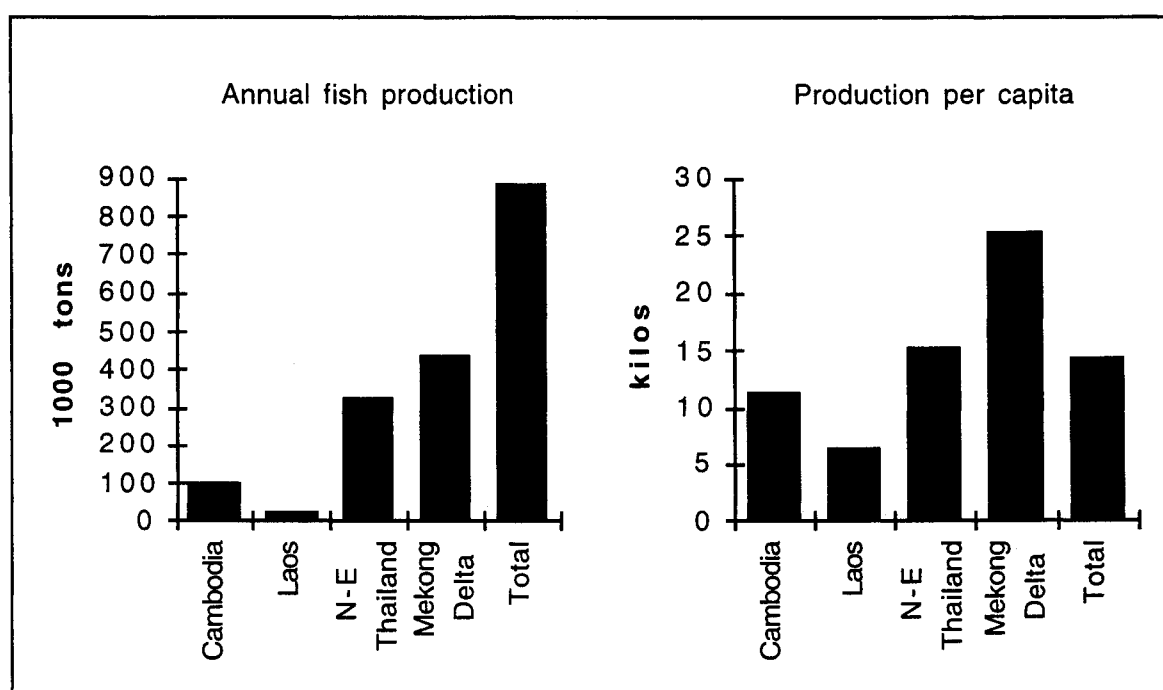 Annual fish production
1000 tons
900
800
700
600
500
400
300
200
100
0
Cambodia
Laos
N-E
Thailand
Mekong
Delta
Total
Production per capita
kilos
30
25
20
15
10
5
0
Cambodia
Laos
N-E
Thailand
Mekong
Delta
Total